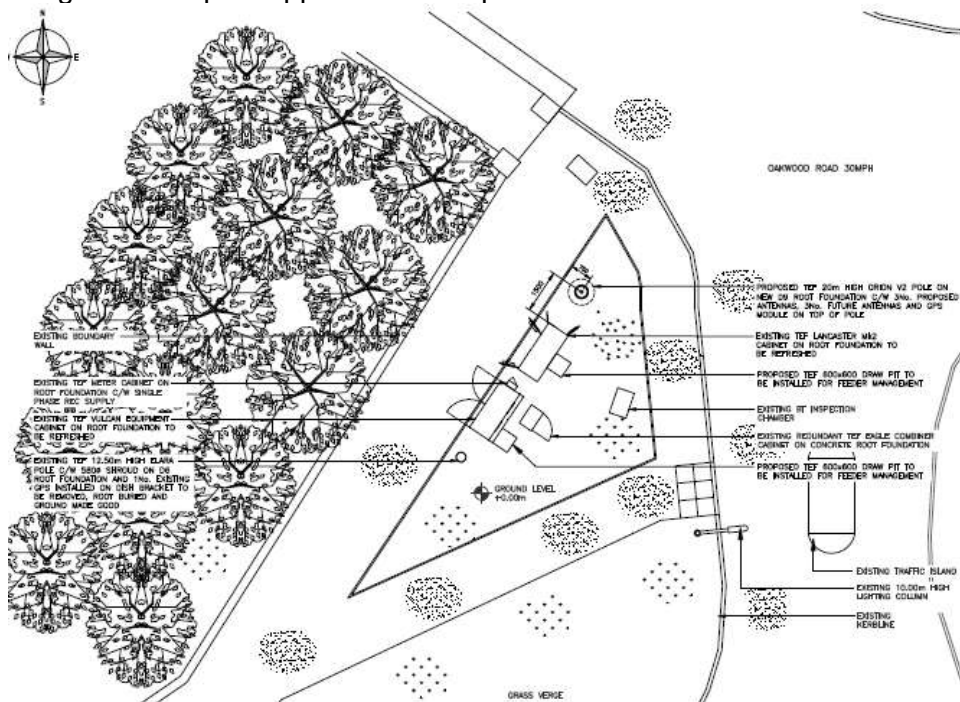 N
E
S
OAKWOOD ROAD 30MPH
PROPOSED TEF 20m HIGH ORION V2 POLE ON
NEW D9 ROOT FOUNDATION C/W 3No. PROPOSED
ANTENNAS, 3No. FUTURE ANTENNAS AND GPS
MODULE ON TOP OF POLE
EXISTING TEF LANCASTER MK2
CABINET ON ROOT FOUNDATION TO
BE REFRESHED
PROPOSED TEF 600x600 DRAW PIT TO
BE INSTALLED FOR FEEDER MANAGEMENT
EXISTING BT INSPECTION
CHAMBER
EXISTING REDUNDANT TEF EAGLE COMBINER
CABINET ON CONCRETE ROOT FOUNDATION
PROPOSED TEF 600x600 DRAW PIT TO
BE INSTALLED FOR FEEDER MANAGEMENT
EXISTING BOUNDARY
WALL
EXISTING TEF METER CABINET ON
ROOT FOUNDATION C/W SINGLE
PHASE REC SUPPLY
EXISTING TEF VULCAN EQUIPMENT
CABINET ON ROOT FOUNDATION TO
BE REFRESHED
EXISTING TEF 12.50m HIGH ELARA
POLE C/W SHROUD ON D6
ROOT FOUNDATION AND 1No. EXISTING
GPS INSTALLED ON DISH BRACKET TO
BE REMOVED, ROOT BURIED AND
GROUND MADE GOOD
GROUND LEVEL
+0.00m
EXISTING TRAFFIC ISLAND
EXISTING 10.00m HIGH
LIGHTING COLUMN
EXISTING
KERBLINE
GRASS VERGE